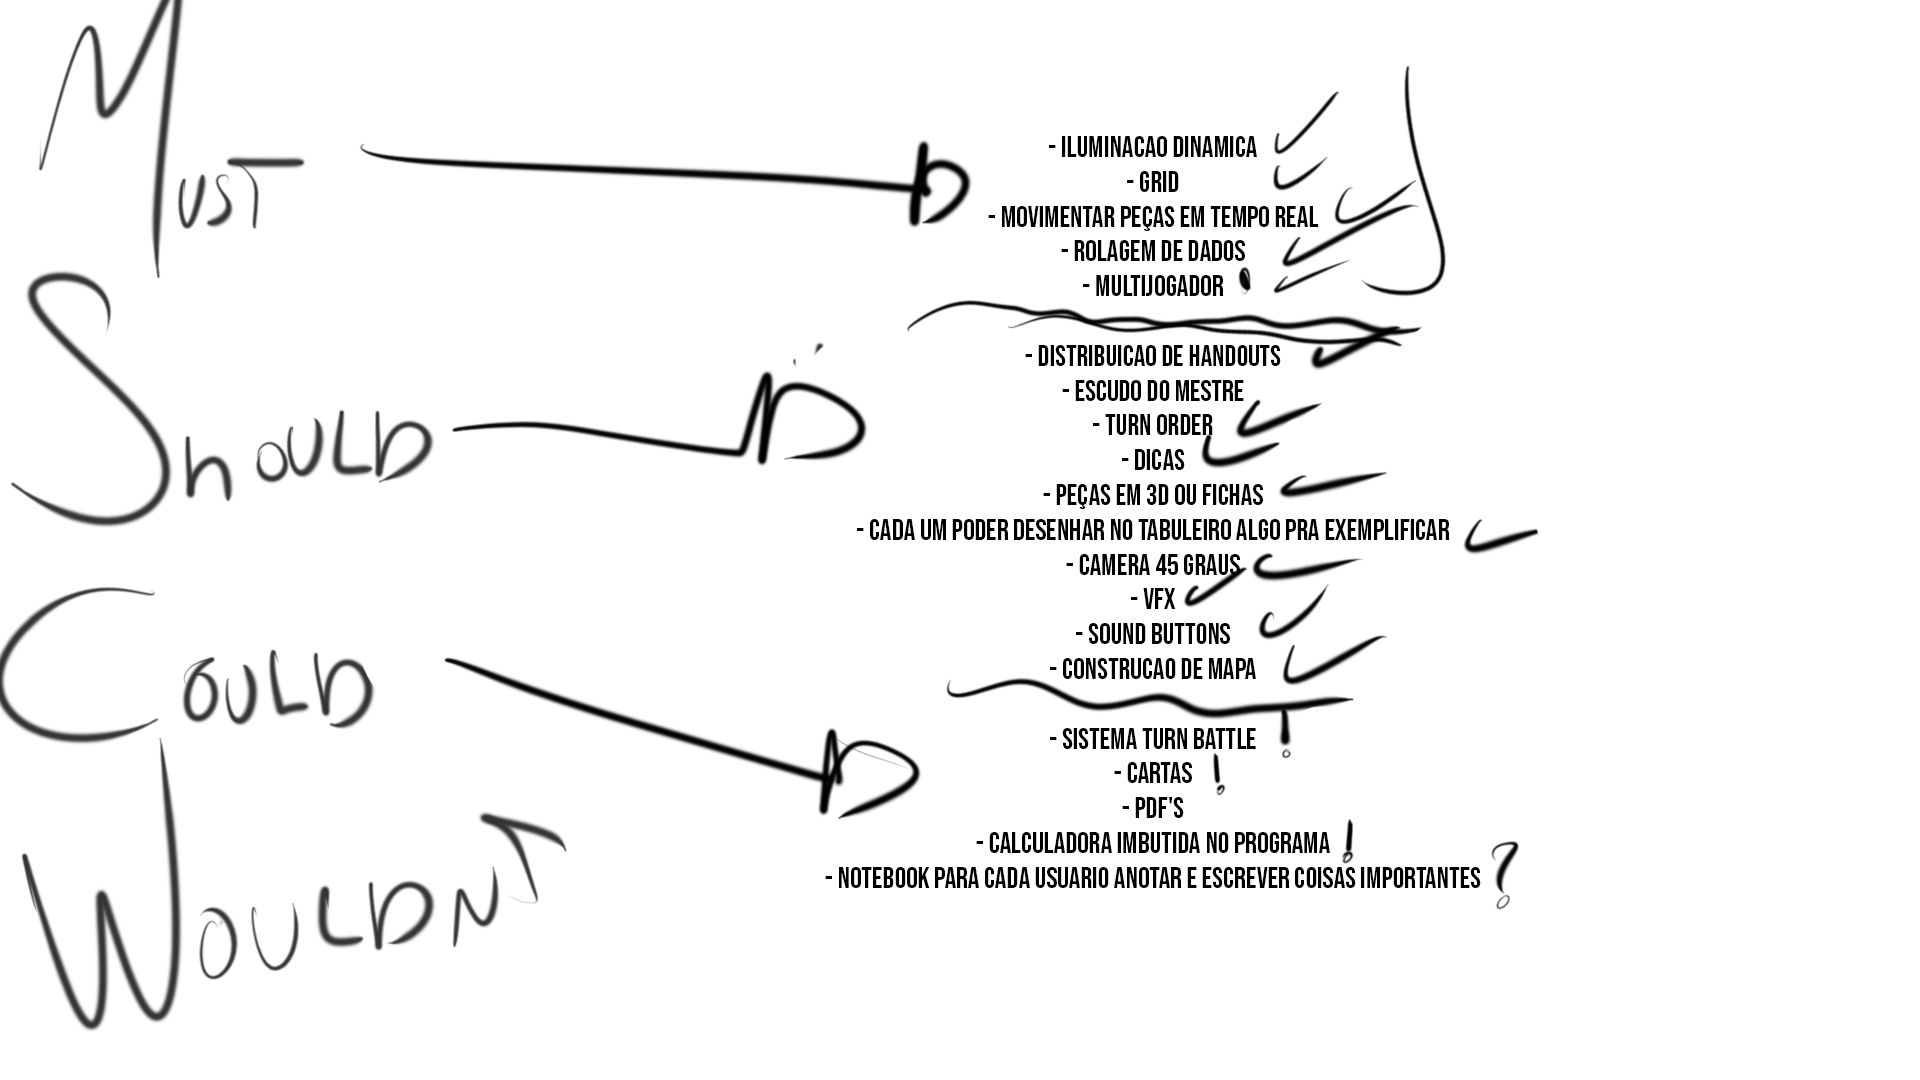 Must
- ILUMINACAO DINAMICA
- GRID
- MOVIMENTAR PEÇAS EM TEMPO REAL
- ROLAGEM DE DADOS
- MULTIJOGADOR
Should
- DISTRIBUICAO DE HANDOUTS
- ESCUDO DO MESTRE
- TURN ORDER
- DICAS
- PEÇAS EM 3D OU FICHAS
- CADA UM PODER DESENHAR NO TABULEIRO ALGO PRA EXEMPLIFICAR
- CAMERA 45 GRAUS
- VFX
- SOUND BUTTONS
- CONSTRUCAO DE MAPA
Could
- SISTEMA TURN BATTLE !
- CARTAS !
- PDF'S
- CALCULADORA IMBUTIDA NO PROGRAMA !
- NOTEBOOK PARA CADA USUARIO ANOTAR E ESCREVER COISAS IMPORTANTES ?
Wouldnt